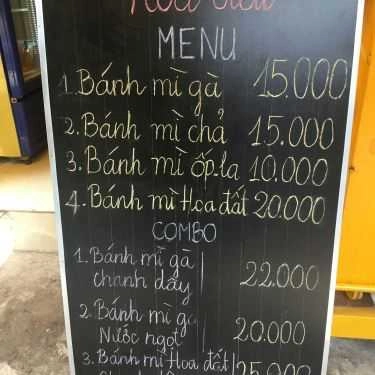 MENU
1. Bánh mì gà 15.000
2. Bánh mì chả 15.000
3. Bánh mì ốp.la 10.000
4. Bánh mì Hoa đất 20.000
COMBO
1. Bánh mì gà
chanh dây 22.000
2. Bánh mì gà
Nước ngọt 20.000
3. Bánh mì Hoa đất 25.000